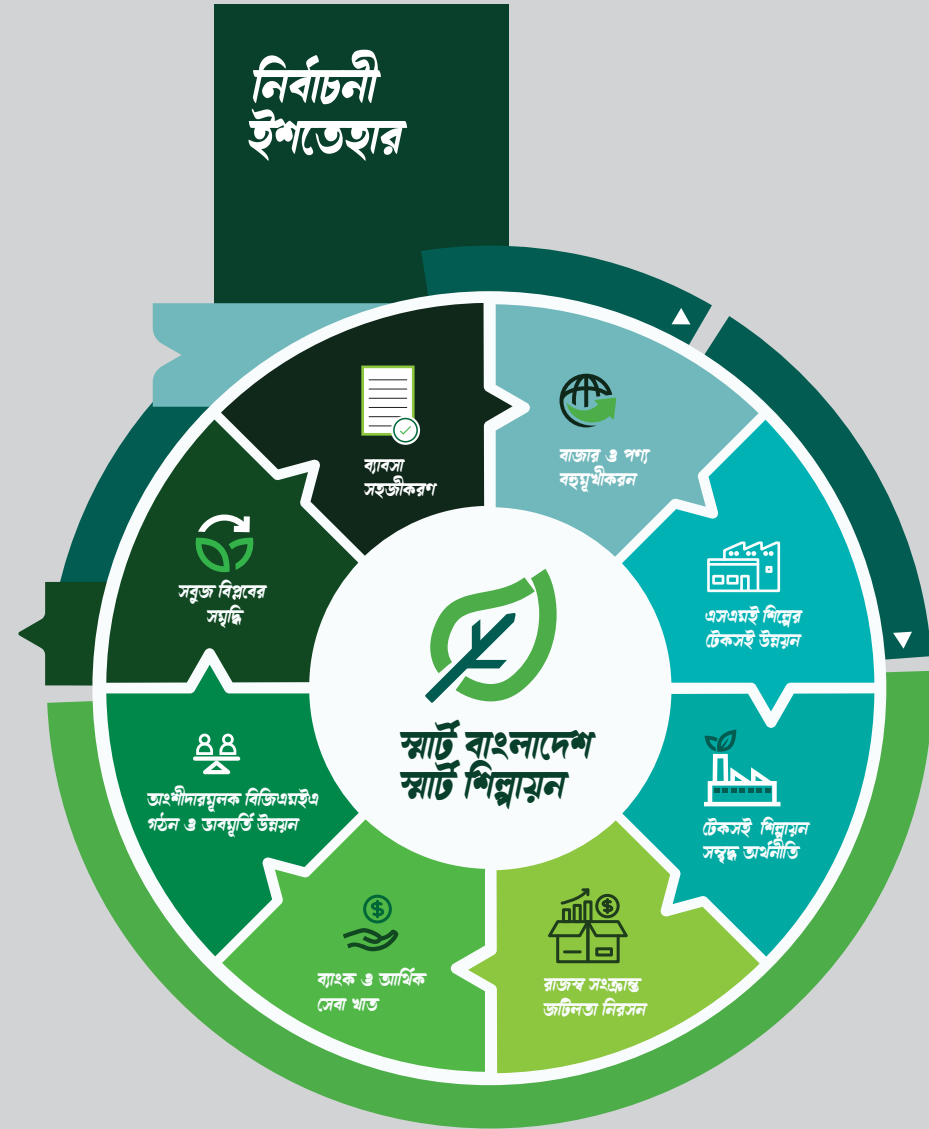 নির্বাচনী
ইশতেহার
ব্যাবসা
সহজীকরণ
বাজার ও পণ্য
বহুমূখীকরন
এসএমই শিল্পের
টেকসই উন্নয়ন
টেকসই শিল্পায়ন
সম্বৃদ্ধ অর্থনীতি
রাজস্ব সংক্রান্ত
জটিলতা নিরসন
ব্যাংক ও আর্থিক
সেবা খাত
অংশীদারমূলক বিজিএমইএ
গঠন ও ভাবমূর্তি উন্নয়ন
সবুজ বিপ্লবের
সমৃদ্ধি
স্মার্ট বাংলাদেশ
স্মার্ট শিল্পায়ন